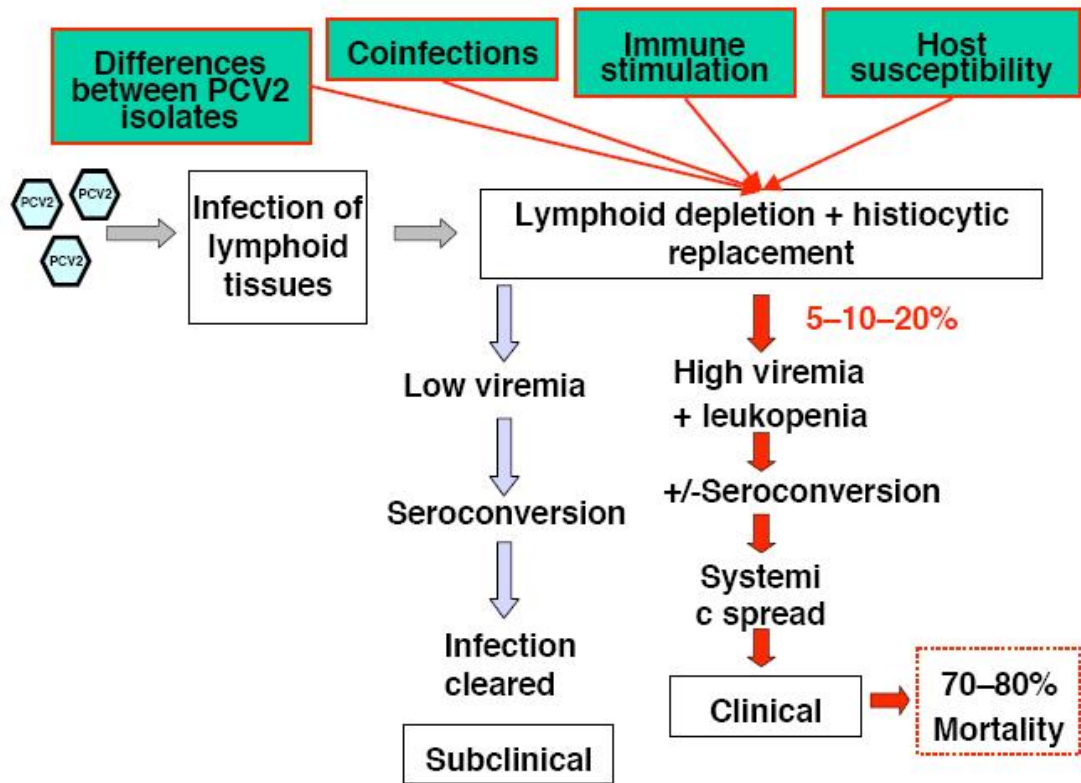 Differences
between PCV2
isolates
Coinfections
Immune
stimulation
Host
susceptibility
PCV2
PCV2
PCV2
Infection of
lymphoid
tissues
Lymphoid depletion + histiocytic
replacement
5–10–20%
Low viremia
Seroconversion
Infection
cleared
Subclinical
High viremia
+ leukopenia
+/-Seroconversion
Systemi
c spread
Clinical
70–80%
Mortality